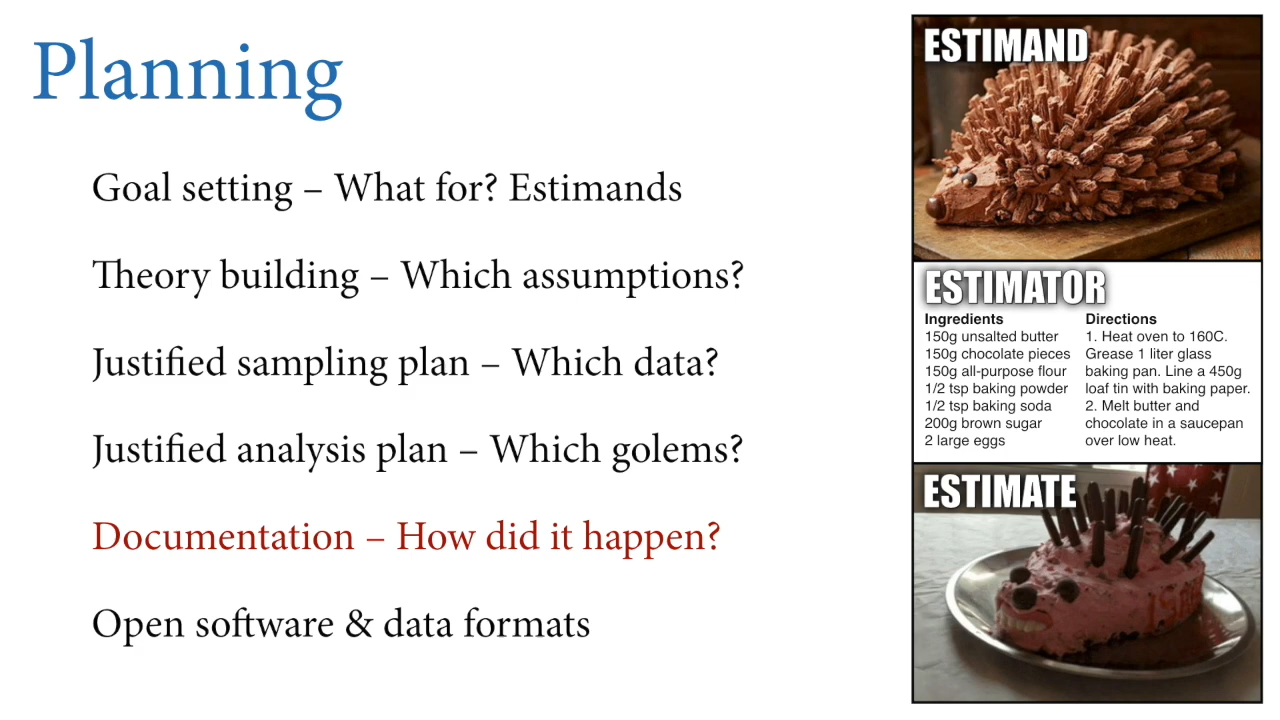 Planning
Goal setting – What for? Estimands
Theory building – Which assumptions?
Justified sampling plan – Which data?
Justified analysis plan – Which golems?
Documentation – How did it happen?
Open software & data formats
ESTIMAND
ESTIMATOR
Ingredients
150g unsalted butter
150g chocolate pieces
150g all-purpose flour
1/2 tsp baking powder
1/2 tsp baking soda
200g brown sugar
2 large eggs
Directions
1. Heat oven to 160C.
Grease 1 liter glass
baking pan. Line a 450g
loaf tin with baking paper.
2. Melt butter and
chocolate in a saucepan
over low heat.
ESTIMATE